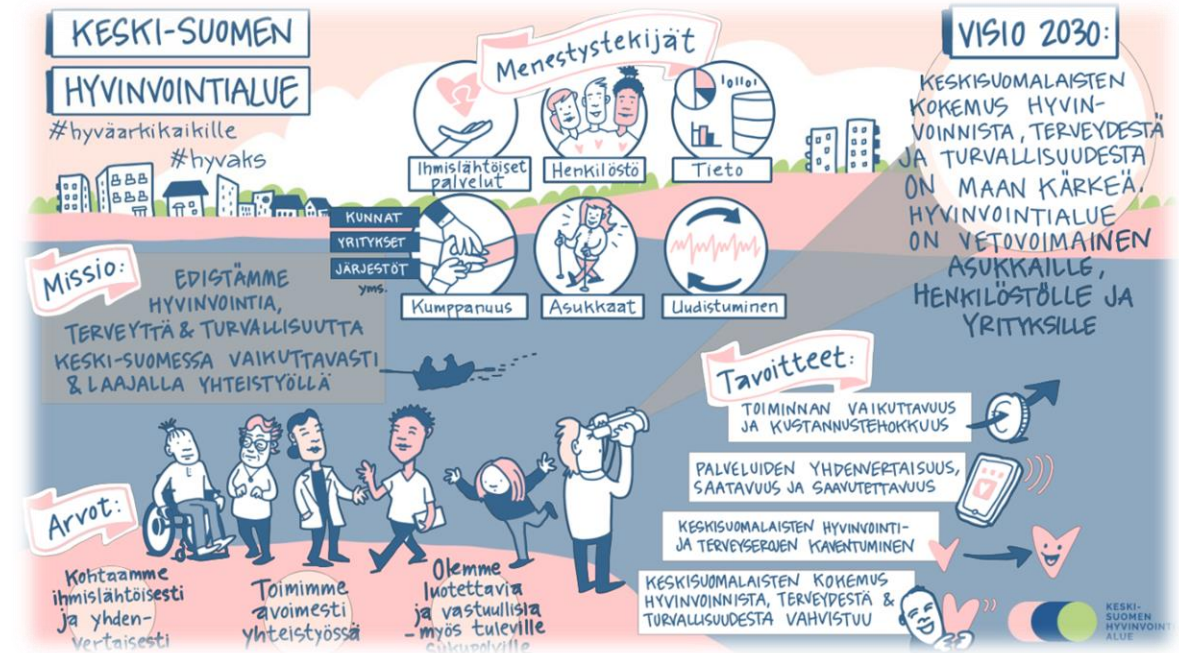 KESKI-SUOMEN
HYVINVOINTIALUE
#hyväarkikaikille
#hyvaks
Menestystekijät
Ihmislähtöiset
palvelut
Henkilöstö
101101
Tieto
KUNNAT
YRITYKSET
JÄRJESTÖT
yms.
Kumppanuus
Asukkaat
Uudistuminen
VISIO 2030:
KESKISUOMALAISTEN
KOKEMUS HYVIN-
VOINNISTA, TERVEYDESTÄ
JA TURVALLISUUDESTA
ON MAAN KÄRKEÄ.
HYVINVOINTIALUE
ON VETOVOIMAINEN
ASUKKAILLE,
HENKILÖSTÖLLE JA
YRITYKSILLE
Missio:
EDISTÄMME
HYVINVOINTIA,
TERVEYTTÄ & TURVALLISUUTTA
KESKI-SUOMESSA VAIKUTTAVASTI
& LAAJALLA YHTEISTYÖLLÄ
Arvot:
Kohtaamme
ihmislähtöisesti
ja yhden-
vertaisesti
Toimimme
avoimesti
yhteistyössä
Olemme
luotettavia
ja vastuullisia
-myös tuleville
sukupolville
Tavoitteet:
TOIMINNAN VAIKUTTAVUUS
JA KUSTANNUSTEHOKKUUS
PALVELUIDEN YHDENVERTAISUUS,
SAATAVUUS JA SAAVUTETTAVUUS
KESKISUOMALAISTEN HYVINVOINTI-
JA TERVEYSEROJEN KAVENTUMINEN
KESKISUOMALAISTEN KOKEMUS
HYVINVOINNISTA, TERVEYDESTÄ &
TURVALLISUUDESTA VAHVISTUU
KESKI-
SUOMEN
HYVINVOINT
ALUE